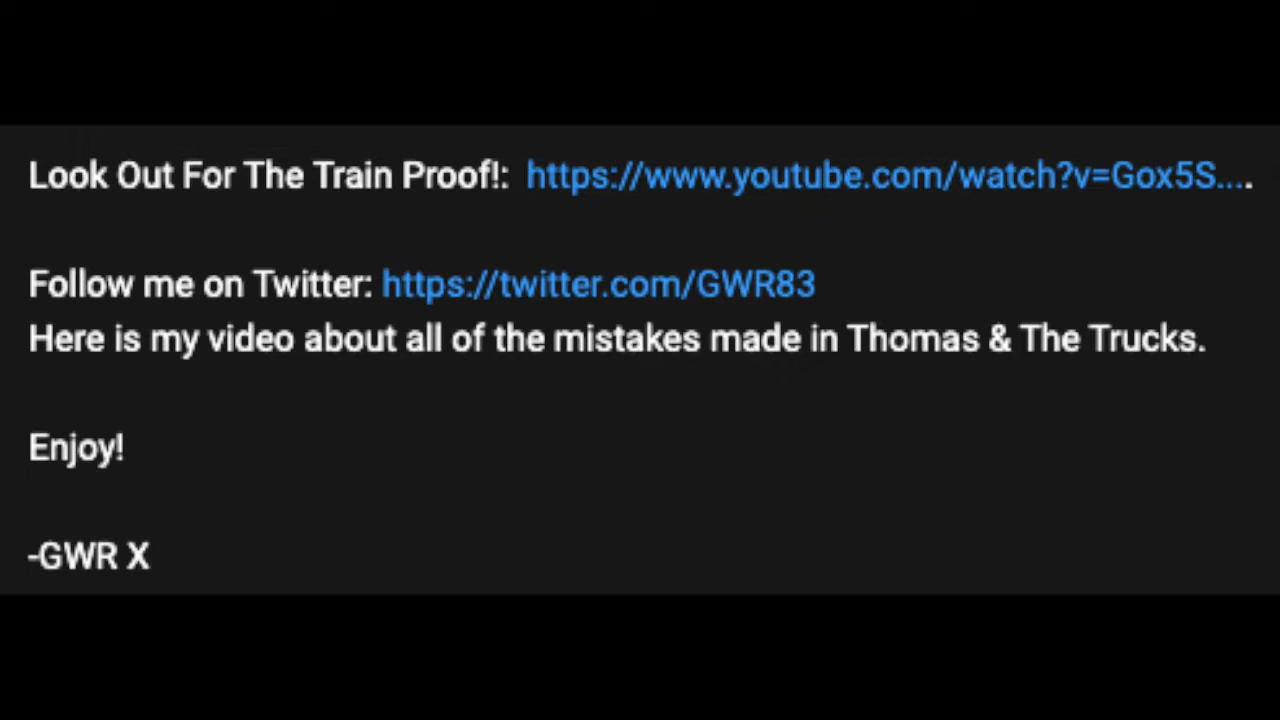 Look Out For The Train Proof!: https://www.youtube.com/watch?v=Gox5S....
Follow me on Twitter: https://twitter.com/GWR83
Here is my video about all of the mistakes made in Thomas & The Trucks.
Enjoy!
-GWR X